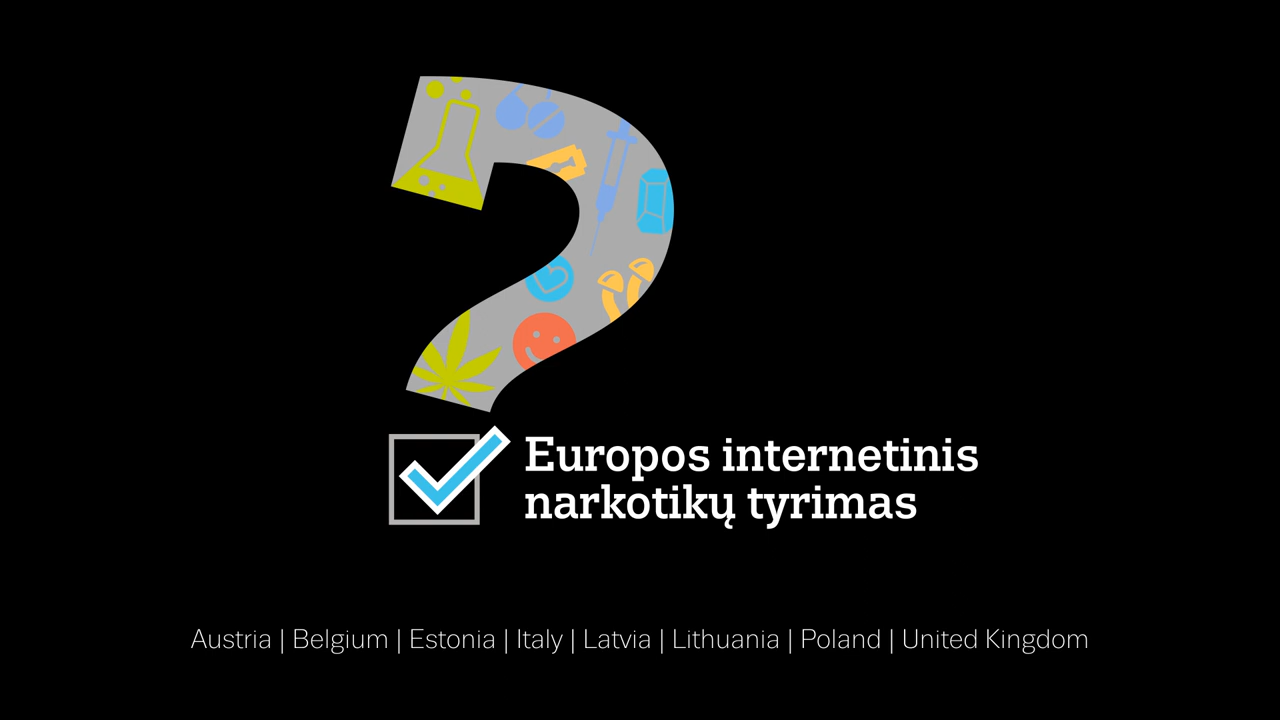 Europos internetinis
narkotikų tyrimas
Austria | Belgium | Estonia | Italy | Latvia | Lithuania | Poland | United Kingdom